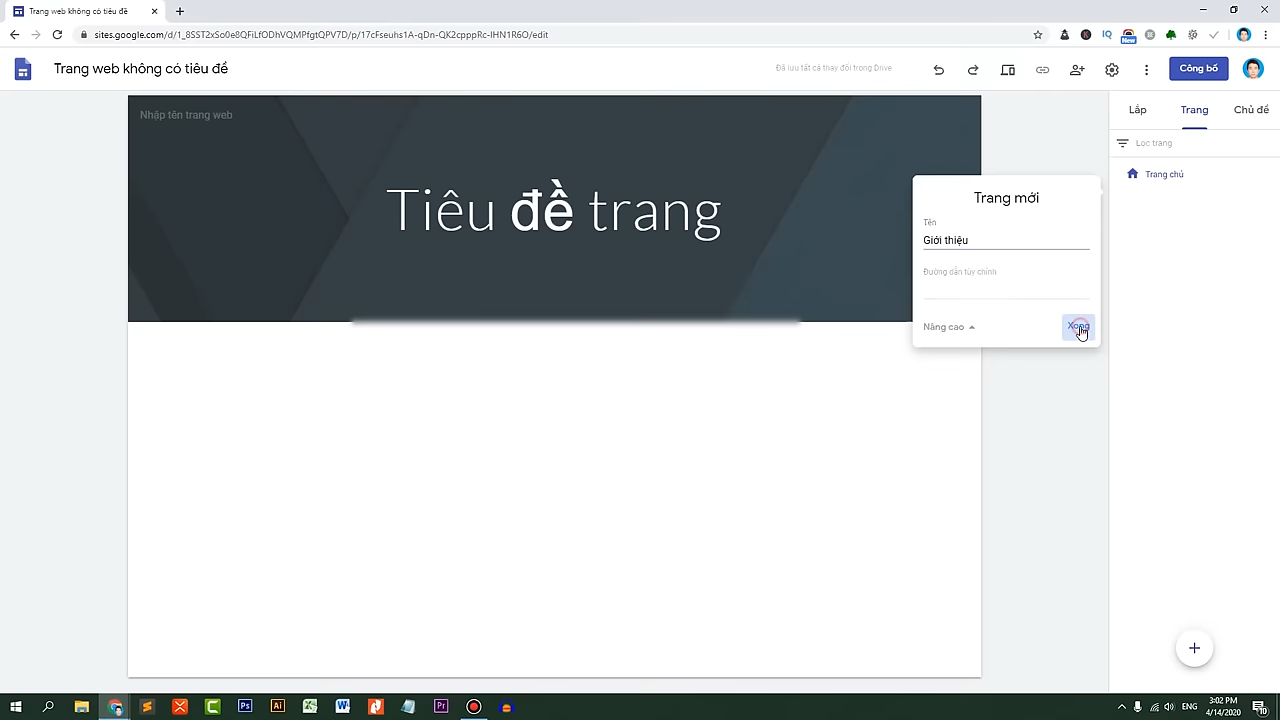 Trang web không có tiêu đề
sites.google.com/d/1_8SST2xSo0e8QFiLfODhVQMPfgtQPV7D/p/17cFseuhs1A-qDn-QK2cpppRc-IHN1R6O/edit
IQ
New
Trang web không có tiêu đề
Đã lưu tất cả thay đổi trong Drive
Công bố
Nhập tên trang web
Tiêu đề trang
Lắp
Trang
Chủ đề
Lọc trang
Trang chủ
Trang mới
Tên
Giới thiệu
Đường dẫn tùy chỉnh
Nâng cao
Xong
ENG
3:02 PM
4/14/2020